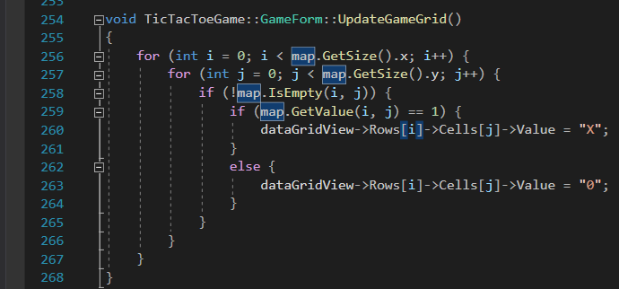 253
254 void TicTacToeGame::GameForm::UpdateGameGrid()
255 {
256 for (int i = 0; i < map.GetSize().x; i++) {
257 for (int j = 0; j < map.GetSize().y; j++) {
258 if (!map.IsEmpty(i, j)) {
259 if (map.GetValue(i, j) == 1) {
260 dataGridView->Rows[i]->Cells[j]->Value = "X";
261 }
262 else {
263 dataGridView->Rows[i]->Cells[j]->Value = "0";
264 }
265 }
266 }
267 }
268 }